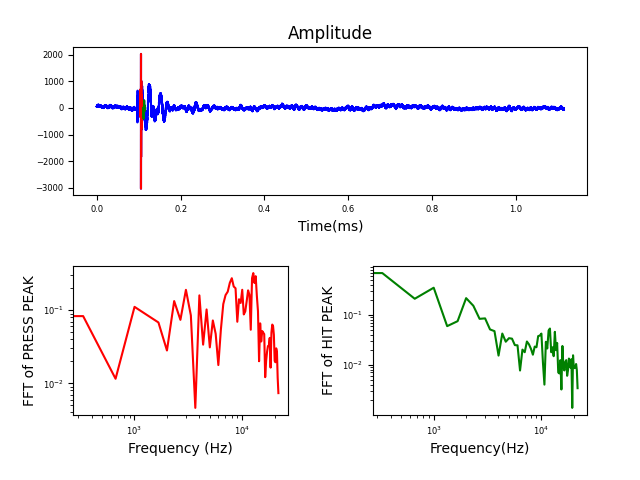 Amplitude
2000
1000
0
−1000
−2000
−3000
0.0 0.2 0.4 0.6 0.8 1.0
Time(ms)
FFT of PRESS PEAK
10⁻¹
10⁻²
10³ 10⁴
Frequency (Hz)
FFT of HIT PEAK
10⁻¹
10⁻²
10³ 10⁴
Frequency(Hz)